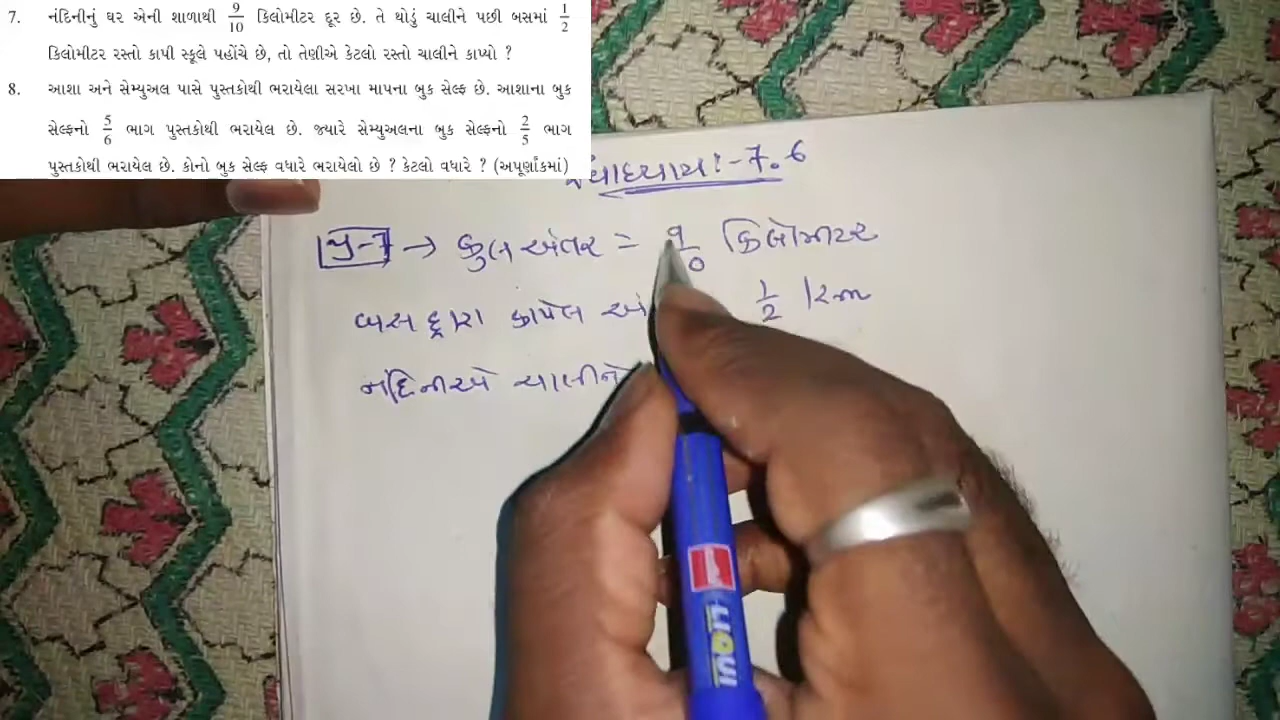 7. નંદિનીનું ઘર એની શાળાથી 9/10 કિલોમીટર દૂર છે. તે થોડું ચાલીને પછી બસમાં 1/2
કિલોમીટર રસ્તો કાપી સ્કૂલે પહોંચે છે, તો તેણીએ કેટલો રસ્તો ચાલીને કાપ્યો ?
8. આશા અને સેમ્યુઅલ પાસે પુસ્તકોથી ભરાયેલા સરખા માપના બુક સેલ્ફ છે. આશાના બુક
સેલ્ફનો 5/6 ભાગ પુસ્તકોથી ભરાયેલ છે. જ્યારે સેમ્યુઅલના બુક સેલ્ફનો 2/5 ભાગ
પુસ્તકોથી ભરાયેલ છે. કોનો બુક સેલ્ફ વધારે ભરાયેલો છે ? કેટલો વધારે ? (અપૂર્ણાંકમાં)
સ્વાધ્યાય:-7.6
પ્ર-7 → કુલ અંતર = 9/10 કિલોમીટર
બસ દ્વારા કાપેલ અં 1/2 km
નંદિનીએ ચાલીને
LIQUI